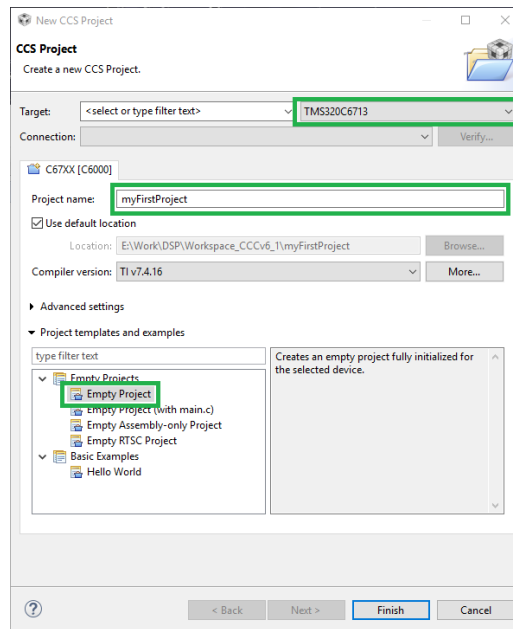 New CCS Project
CCS Project
Create a new CCS Project.
Target: <select or type filter text> TMS320C6713
Connection: Verify...
C67XX [C6000]
Project name: myFirstProject
Use default location
Location: E:\Work\DSP\Workspace_CCCv6_1\myFirstProject Browse...
Compiler version: TI v7.4.16 More...
Advanced settings
Project templates and examples
type filter text
Empty Projects
Empty Project
Empty Project (with main.c)
Empty Assembly-only Project
Empty RTSC Project
Basic Examples
Hello World
Creates an empty project fully initialized for
the selected device.
? < Back Next > Finish Cancel